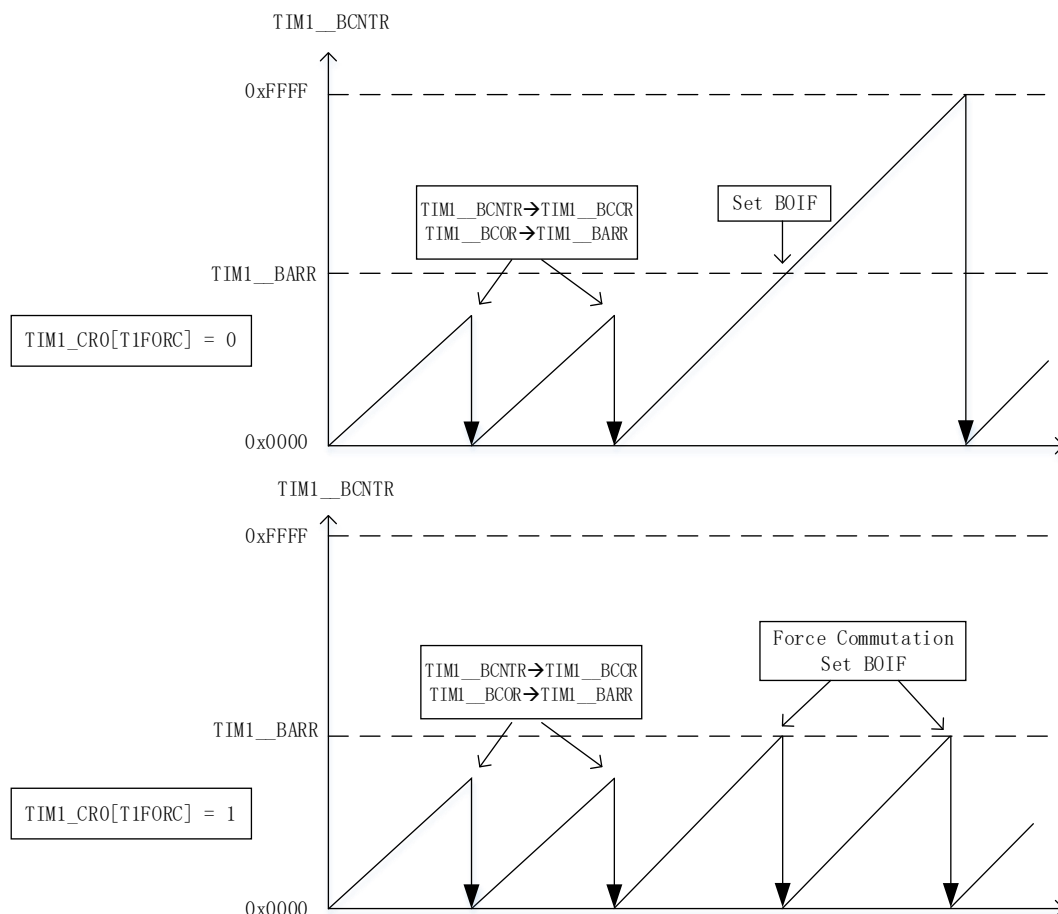 TIM1__BCNTR
0xFFFF
TIM1__BCNTR→TIM1__BCCR
TIM1__BCOR→TIM1__BARR
Set BOIF
TIM1__BARR
TIM1_CR0[T1FORC] = 0
0x0000
TIM1__BCNTR
0xFFFF
Force Commutation
Set BOIF
TIM1__BCNTR→TIM1__BCCR
TIM1__BCOR→TIM1__BARR
TIM1__BARR
TIM1_CR0[T1FORC] = 1
0x0000